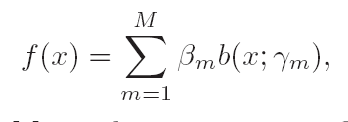 f(x) = \sum_{m=1}^{M} \beta_m b(x; \gamma_m),